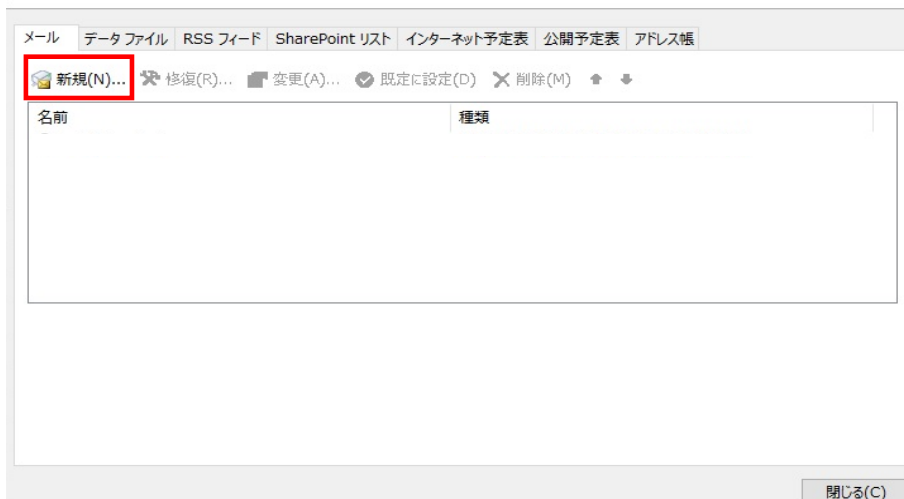 メール データ ファイル RSS フィード SharePoint リスト インターネット予定表 公開予定表 アドレス帳
新規(N)... 修復(R)... 変更(A)... 既定に設定(D) 削除(M)
名前 種類
閉じる(C)